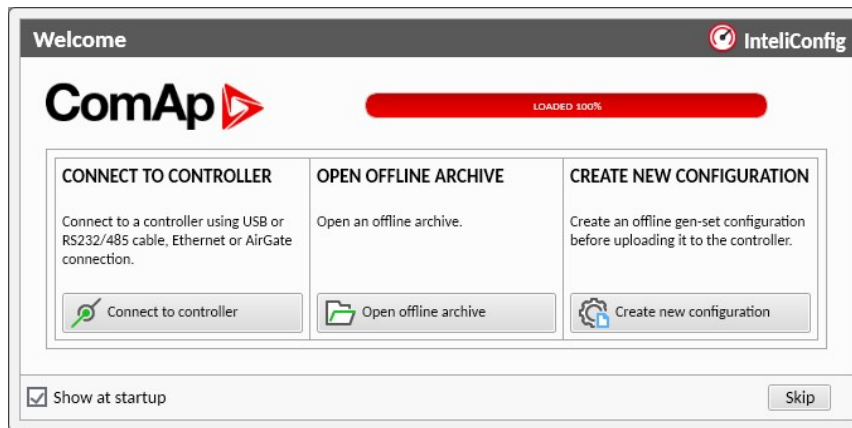 Welcome
InteliConfig
ComAp
LOADED 100%
CONNECT TO CONTROLLER
Connect to a controller using USB or
RS232/485 cable, Ethernet or AirGate
connection.
Connect to controller
OPEN OFFLINE ARCHIVE
Open an offline archive.
Open offline archive
CREATE NEW CONFIGURATION
Create an offline gen-set configuration
before uploading it to the controller.
Create new configuration
Show at startup
Skip